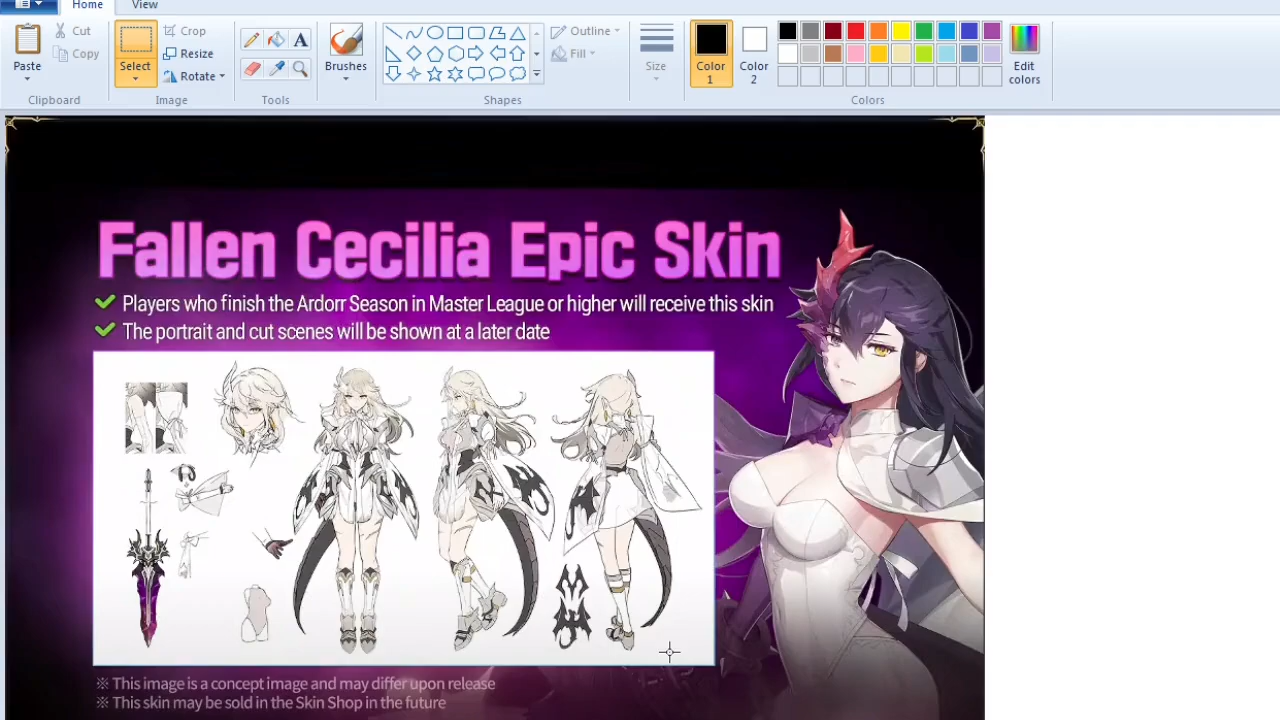 Home
View
Cut
Crop
Outline
Paste
Copy
Select
Resize
Rotate
A
Brushes
Fill
Size
Color 1
Color 2
Edit colors
Clipboard
Image
Tools
Shapes
Colors
Fallen Cecilia Epic Skin
Players who finish the Ardorr Season in Master League or higher will receive this skin
The portrait and cut scenes will be shown at a later date
※ This image is a concept image and may differ upon release
※ This skin may be sold in the Skin Shop in the future